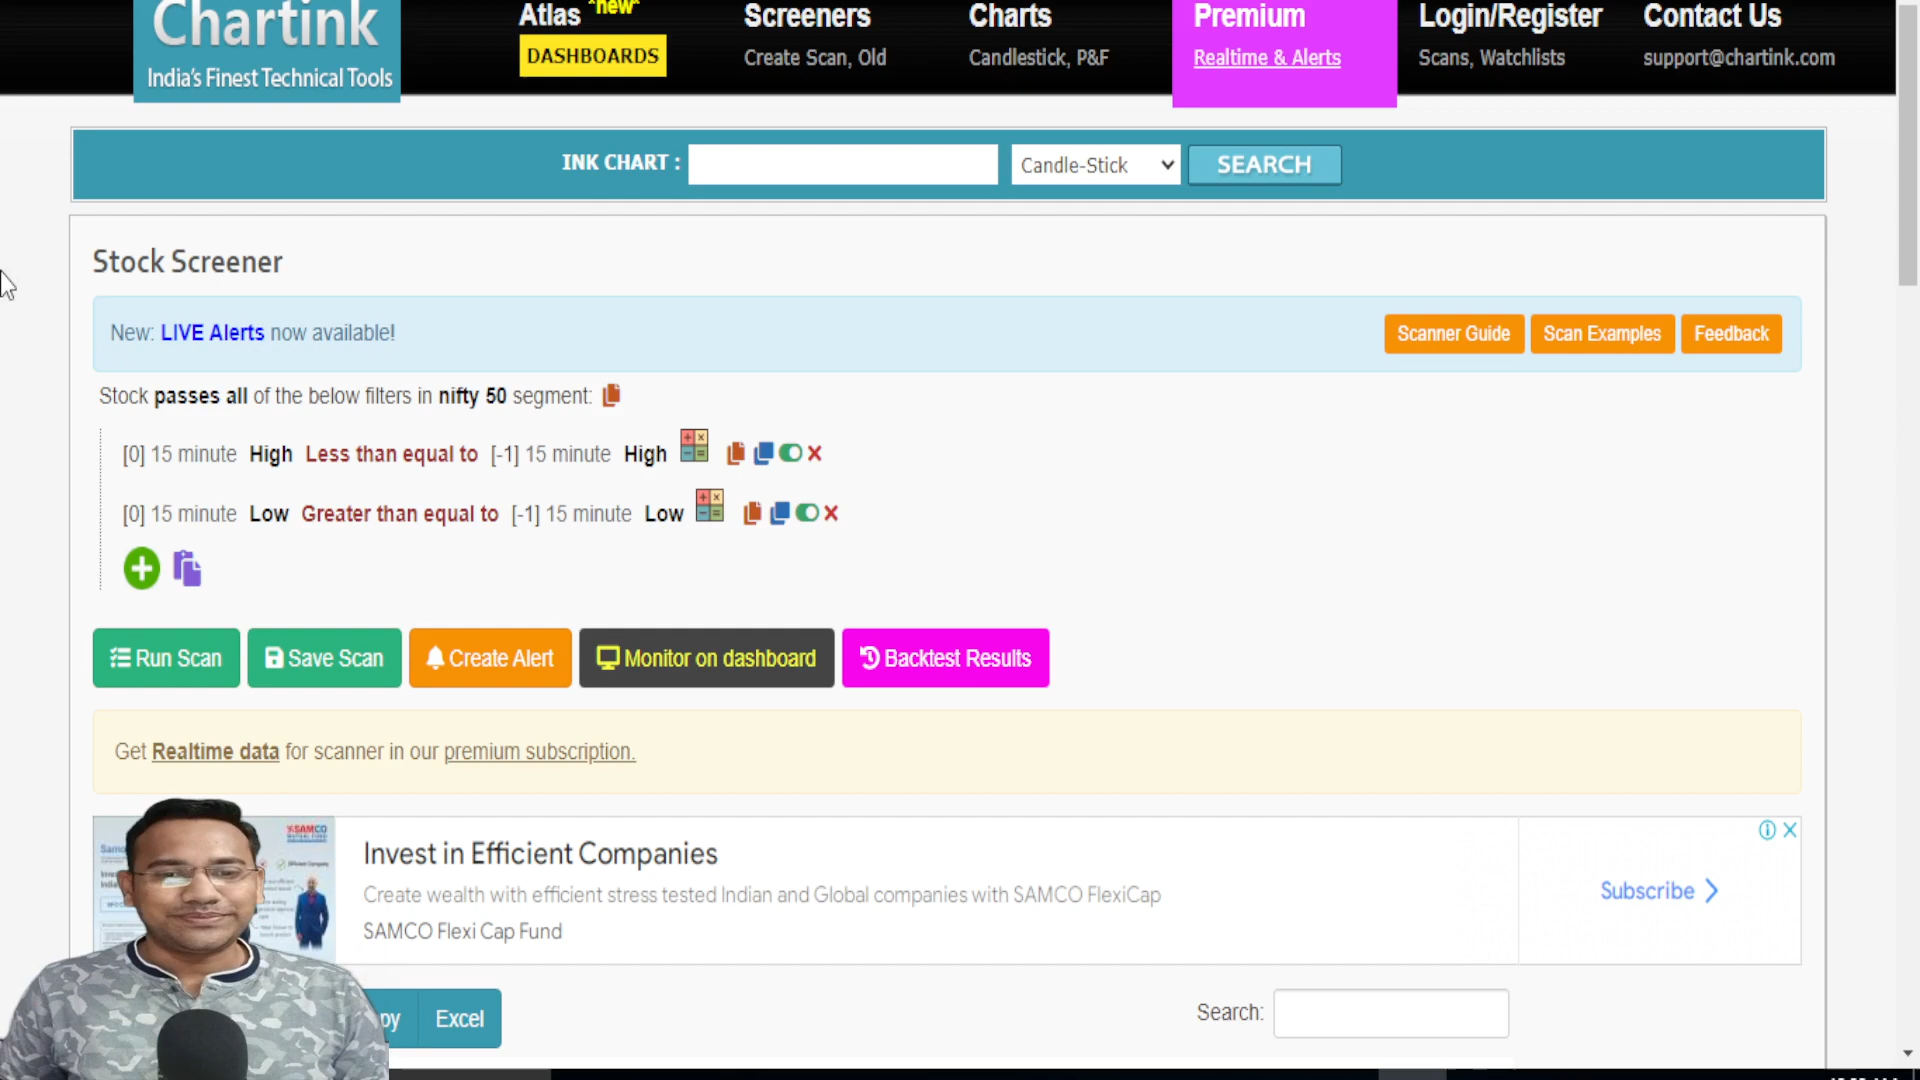 Chartink
India's Finest Technical Tools
Atlas *new*
DASHBOARDS
Screeners
Create Scan, Old
Charts
Candlestick, P&F
Premium
Realtime & Alerts
Login/Register
Scans, Watchlists
Contact Us
support@chartink.com
INK CHART :
Candle-Stick
SEARCH
Stock Screener
New: LIVE Alerts now available!
Scanner Guide
Scan Examples
Feedback
Stock passes all of the below filters in nifty 50 segment:
[0] 15 minute High Less than equal to [-1] 15 minute High
[0] 15 minute Low Greater than equal to [-1] 15 minute Low
Run Scan
Save Scan
Create Alert
Monitor on dashboard
Backtest Results
Get Realtime data for scanner in our premium subscription.
SAMCO
Invest in Efficient Companies
Create wealth with efficient stress tested Indian and Global companies with SAMCO FlexiCap
SAMCO Flexi Cap Fund
Subscribe
py
Excel
Search: